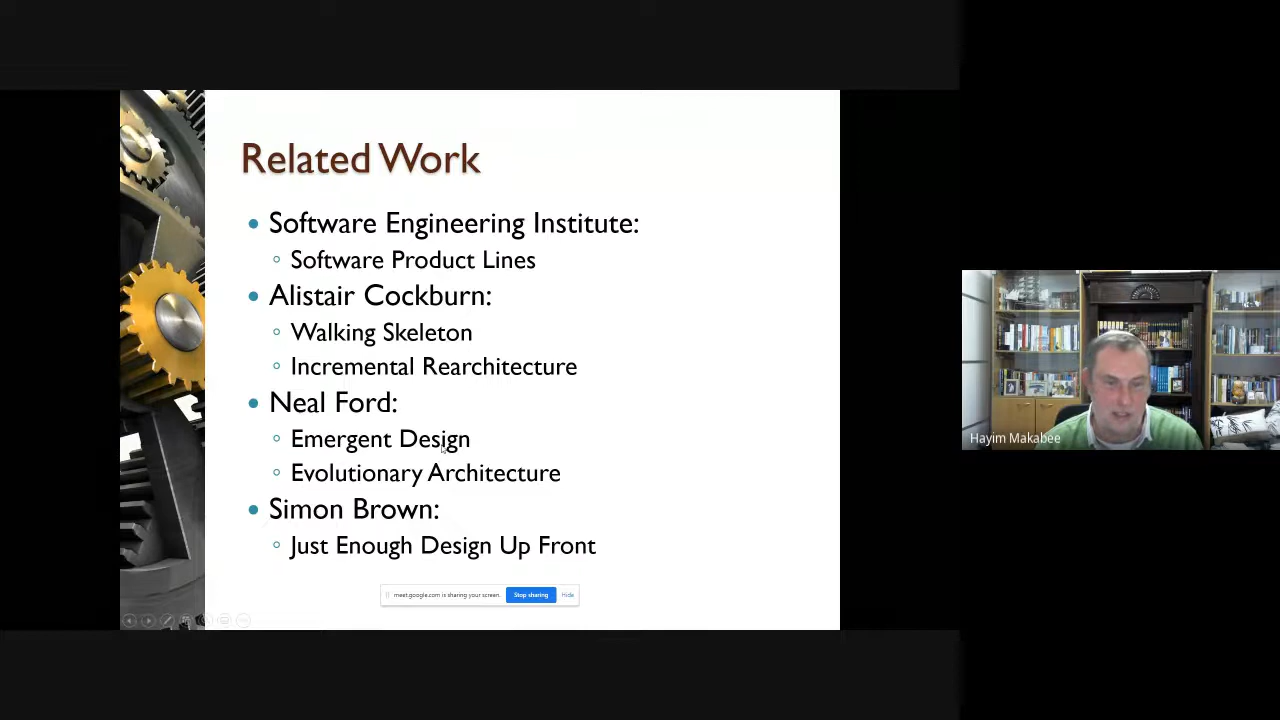 Related Work
• Software Engineering Institute:
◦ Software Product Lines
• Alistair Cockburn:
◦ Walking Skeleton
◦ Incremental Rearchitecture
• Neal Ford:
◦ Emergent Design
◦ Evolutionary Architecture
• Simon Brown:
◦ Just Enough Design Up Front
meet.google.com is sharing your screen. Stop sharing Hide
Hayim Makabee